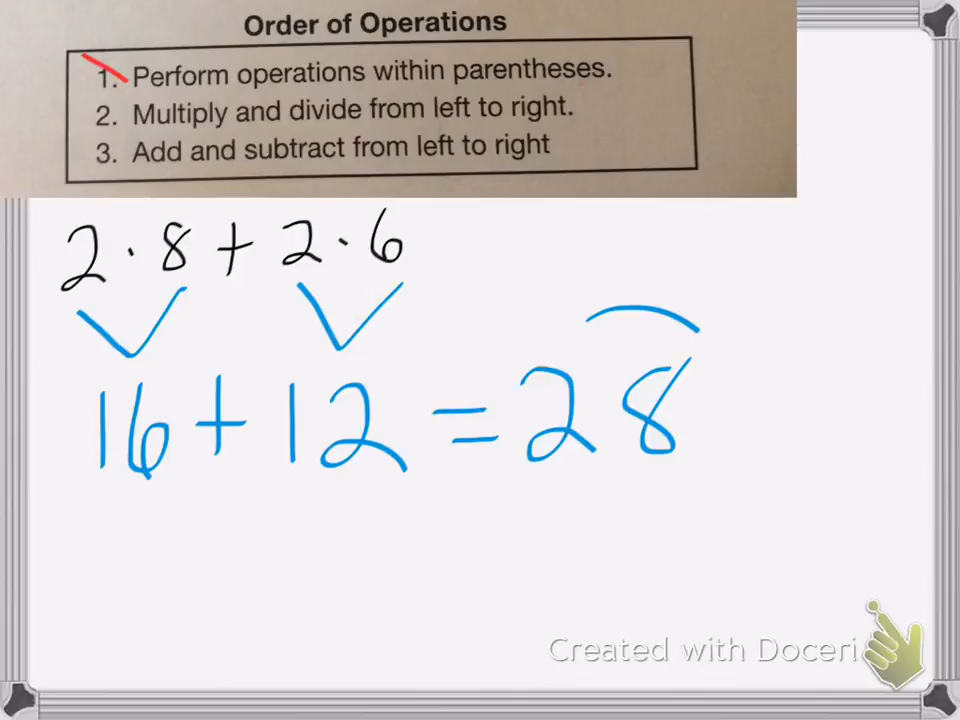 Order of Operations
1. Perform operations within parentheses.
2. Multiply and divide from left to right.
3. Add and subtract from left to right
2 · 8 + 2 · 6
16 + 12 = 28
Created with Doceri